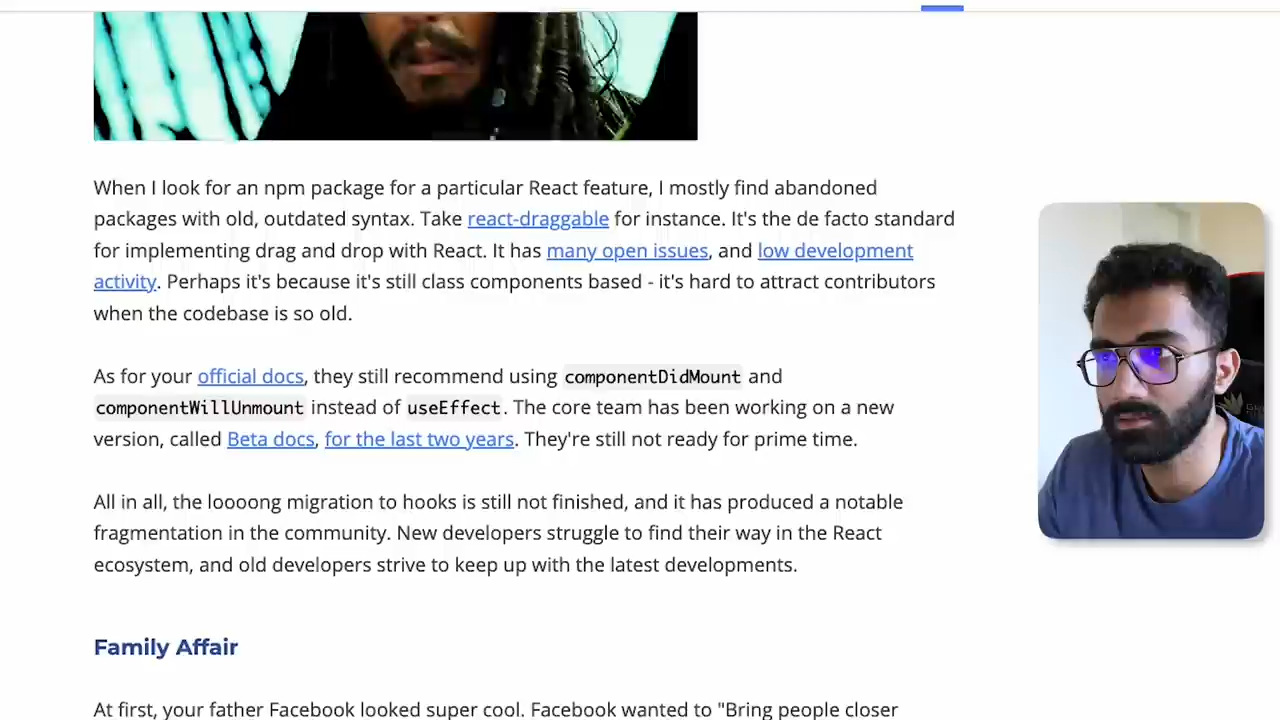 When I look for an npm package for a particular React feature, I mostly find abandoned
packages with old, outdated syntax. Take react-draggable for instance. It's the de facto standard
for implementing drag and drop with React. It has many open issues, and low development
activity. Perhaps it's because it's still class components based - it's hard to attract contributors
when the codebase is so old.
As for your official docs, they still recommend using componentDidMount and
componentWillUnmount instead of useEffect. The core team has been working on a new
version, called Beta docs, for the last two years. They're still not ready for prime time.
All in all, the loooong migration to hooks is still not finished, and it has produced a notable
fragmentation in the community. New developers struggle to find their way in the React
ecosystem, and old developers strive to keep up with the latest developments.
Family Affair
At first, your father Facebook looked super cool. Facebook wanted to "Bring people closer